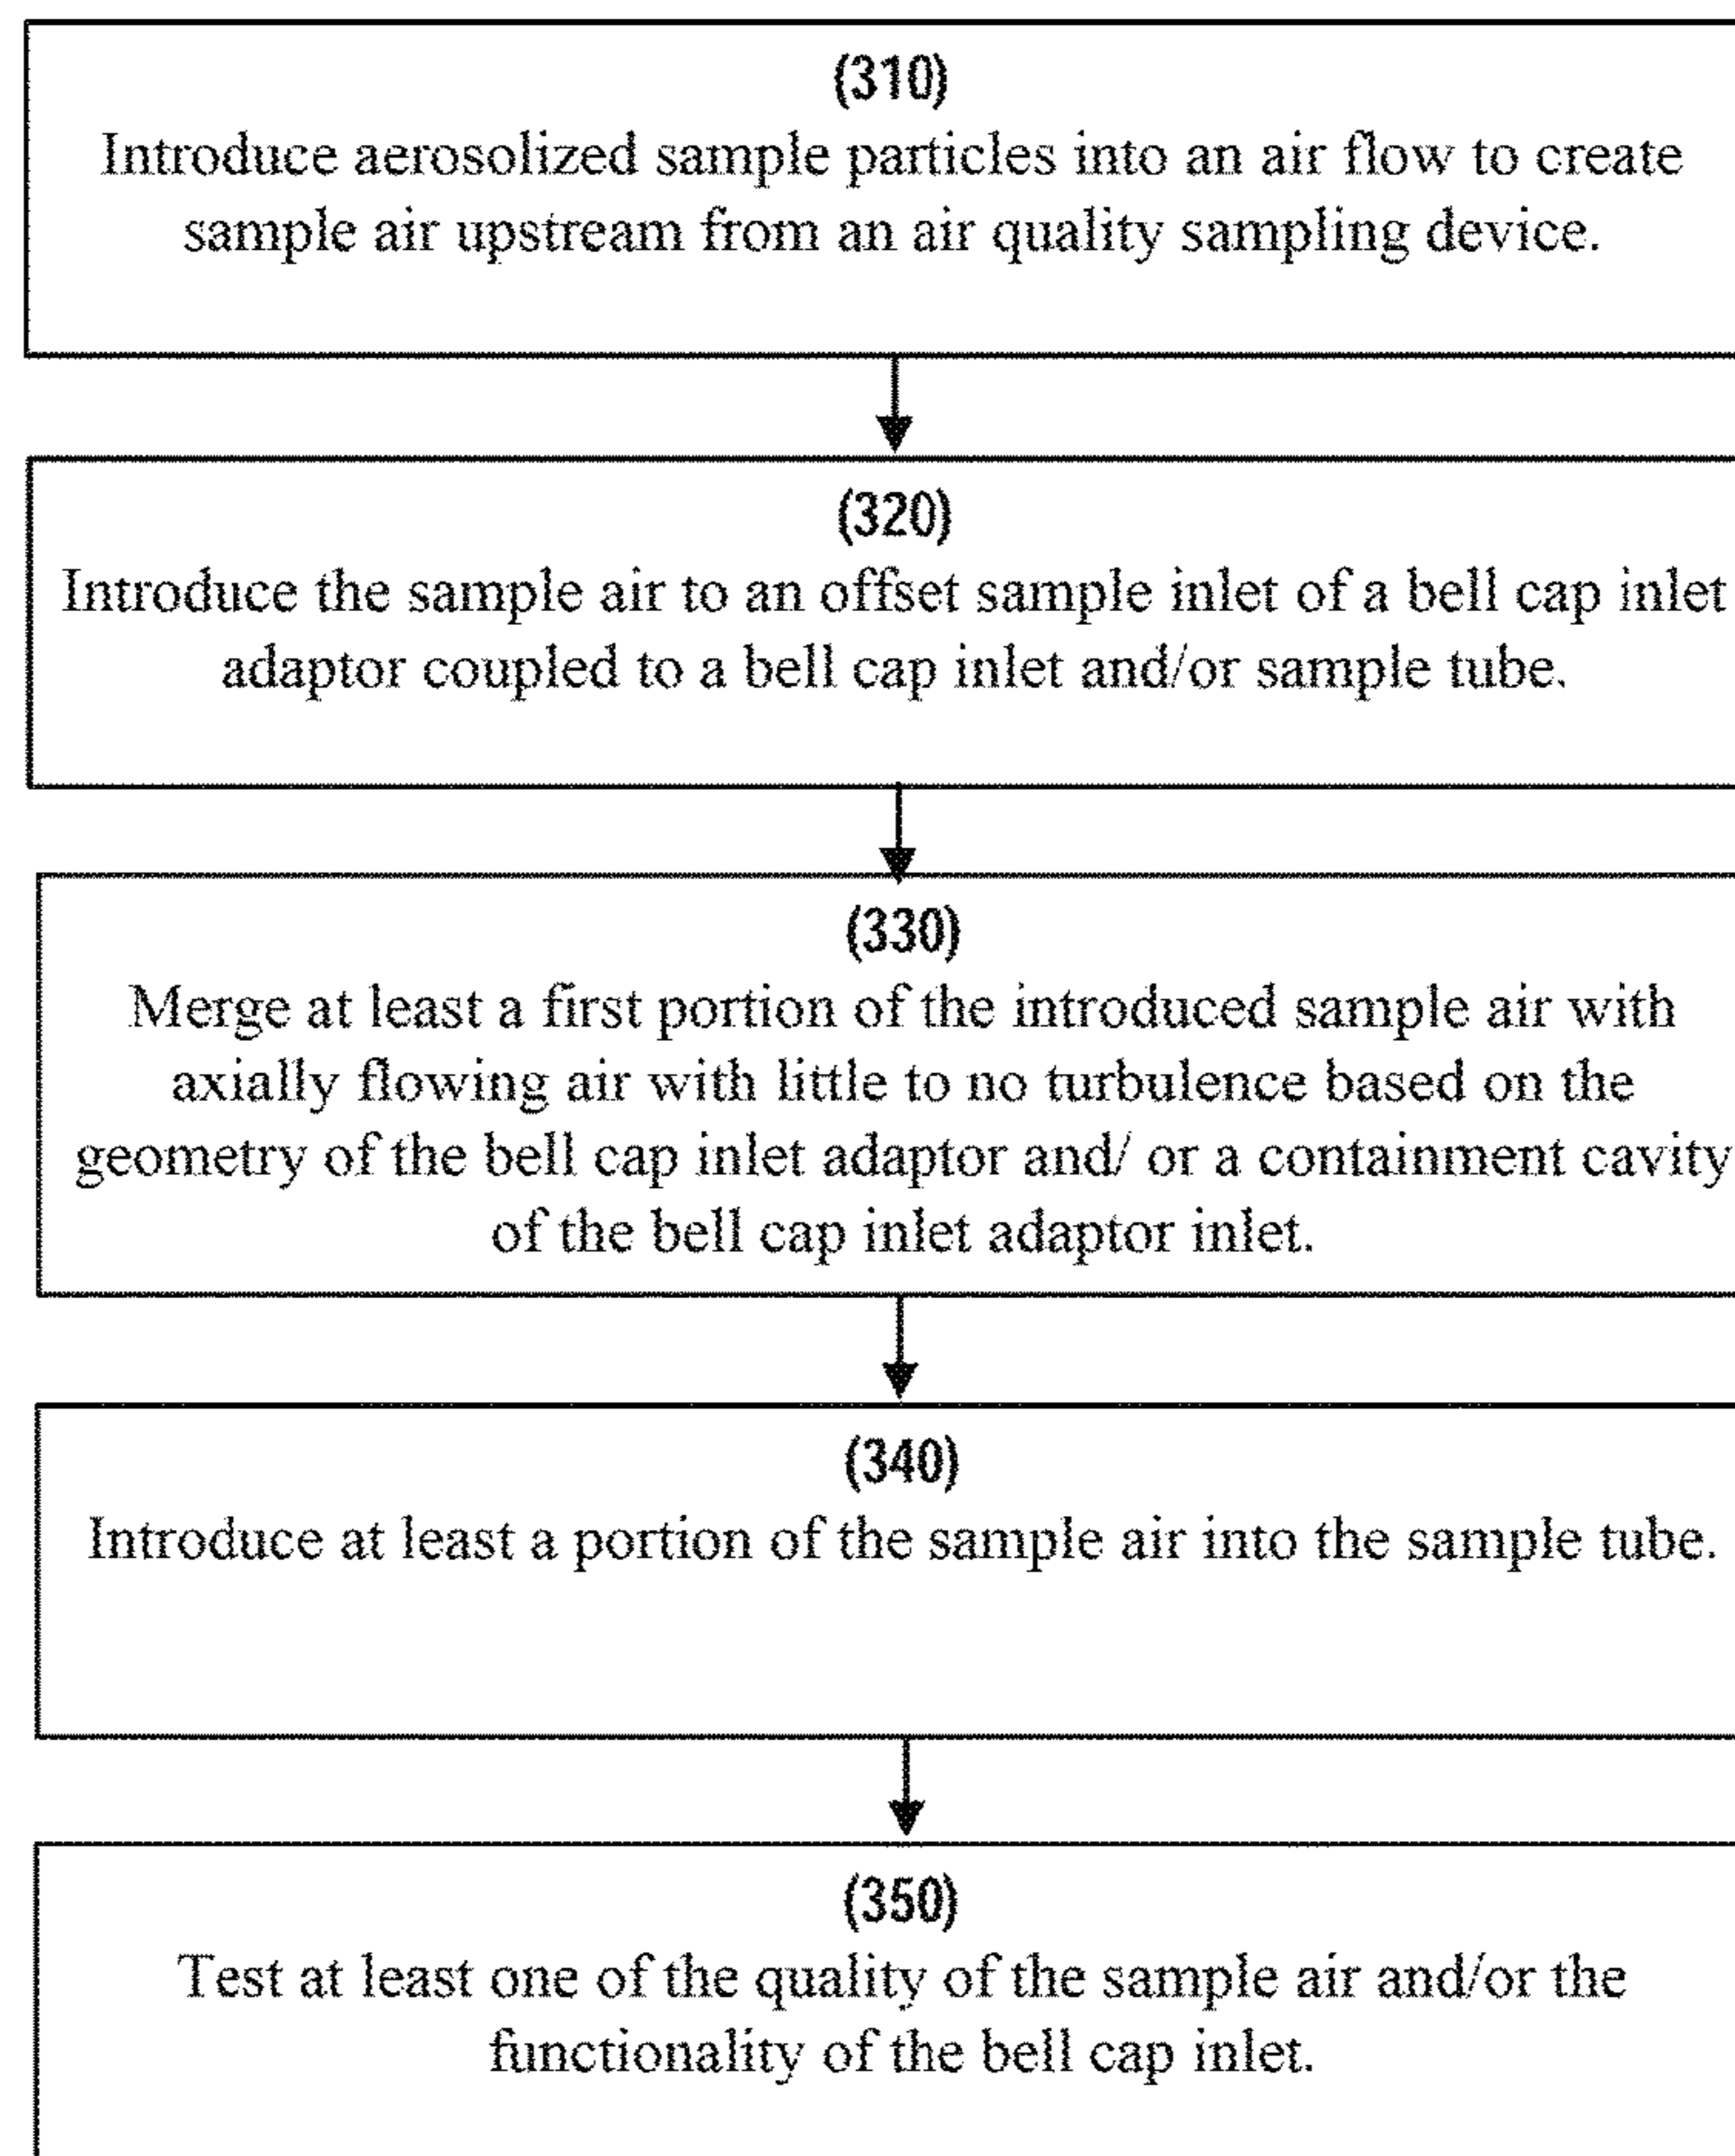 (310)
Introduce aerosolized sample particles into an air flow to create
sample air upstream from an air quality sampling device.
(320)
Introduce the sample air to an offset sample inlet of a bell cap inlet
adaptor coupled to a bell cap inlet and/or sample tube.
(330)
Merge at least a first portion of the introduced sample air with
axially flowing air with little to no turbulence based on the
geometry of the bell cap inlet adaptor and/ or a containment cavity
of the bell cap inlet adaptor inlet.
(340)
Introduce at least a portion of the sample air into the sample tube.
(350)
Test at least one of the quality of the sample air and/or the
functionality of the bell cap inlet.